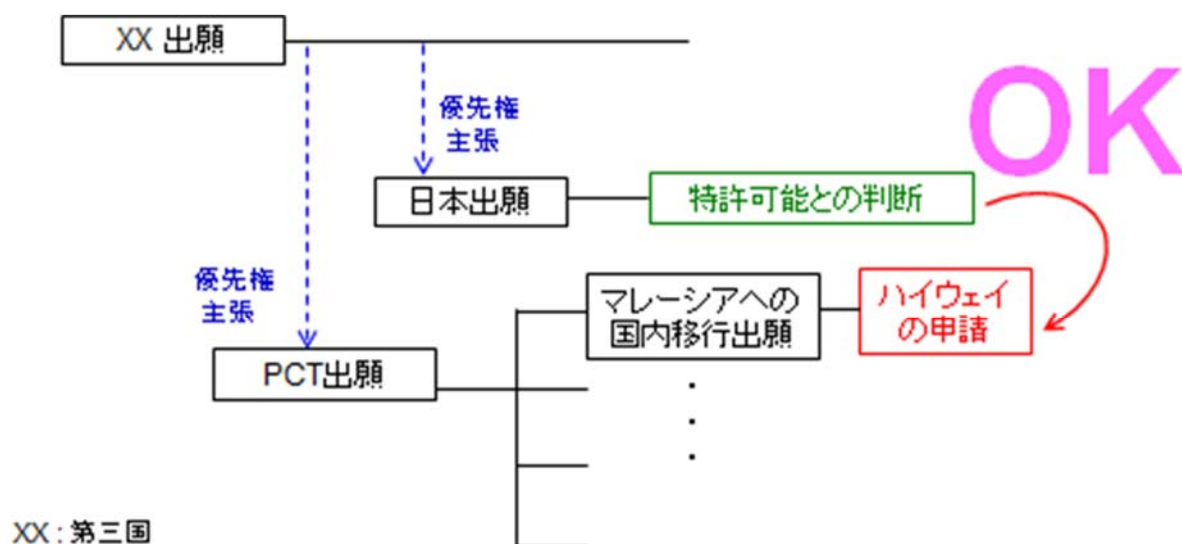 XX 出願
優先権
主張
OK
日本出願
特許可能との判断
優先権
主張
マレーシアへの
国内移行出願
ハイウェイ
の申請
PCT出願
XX : 第三国